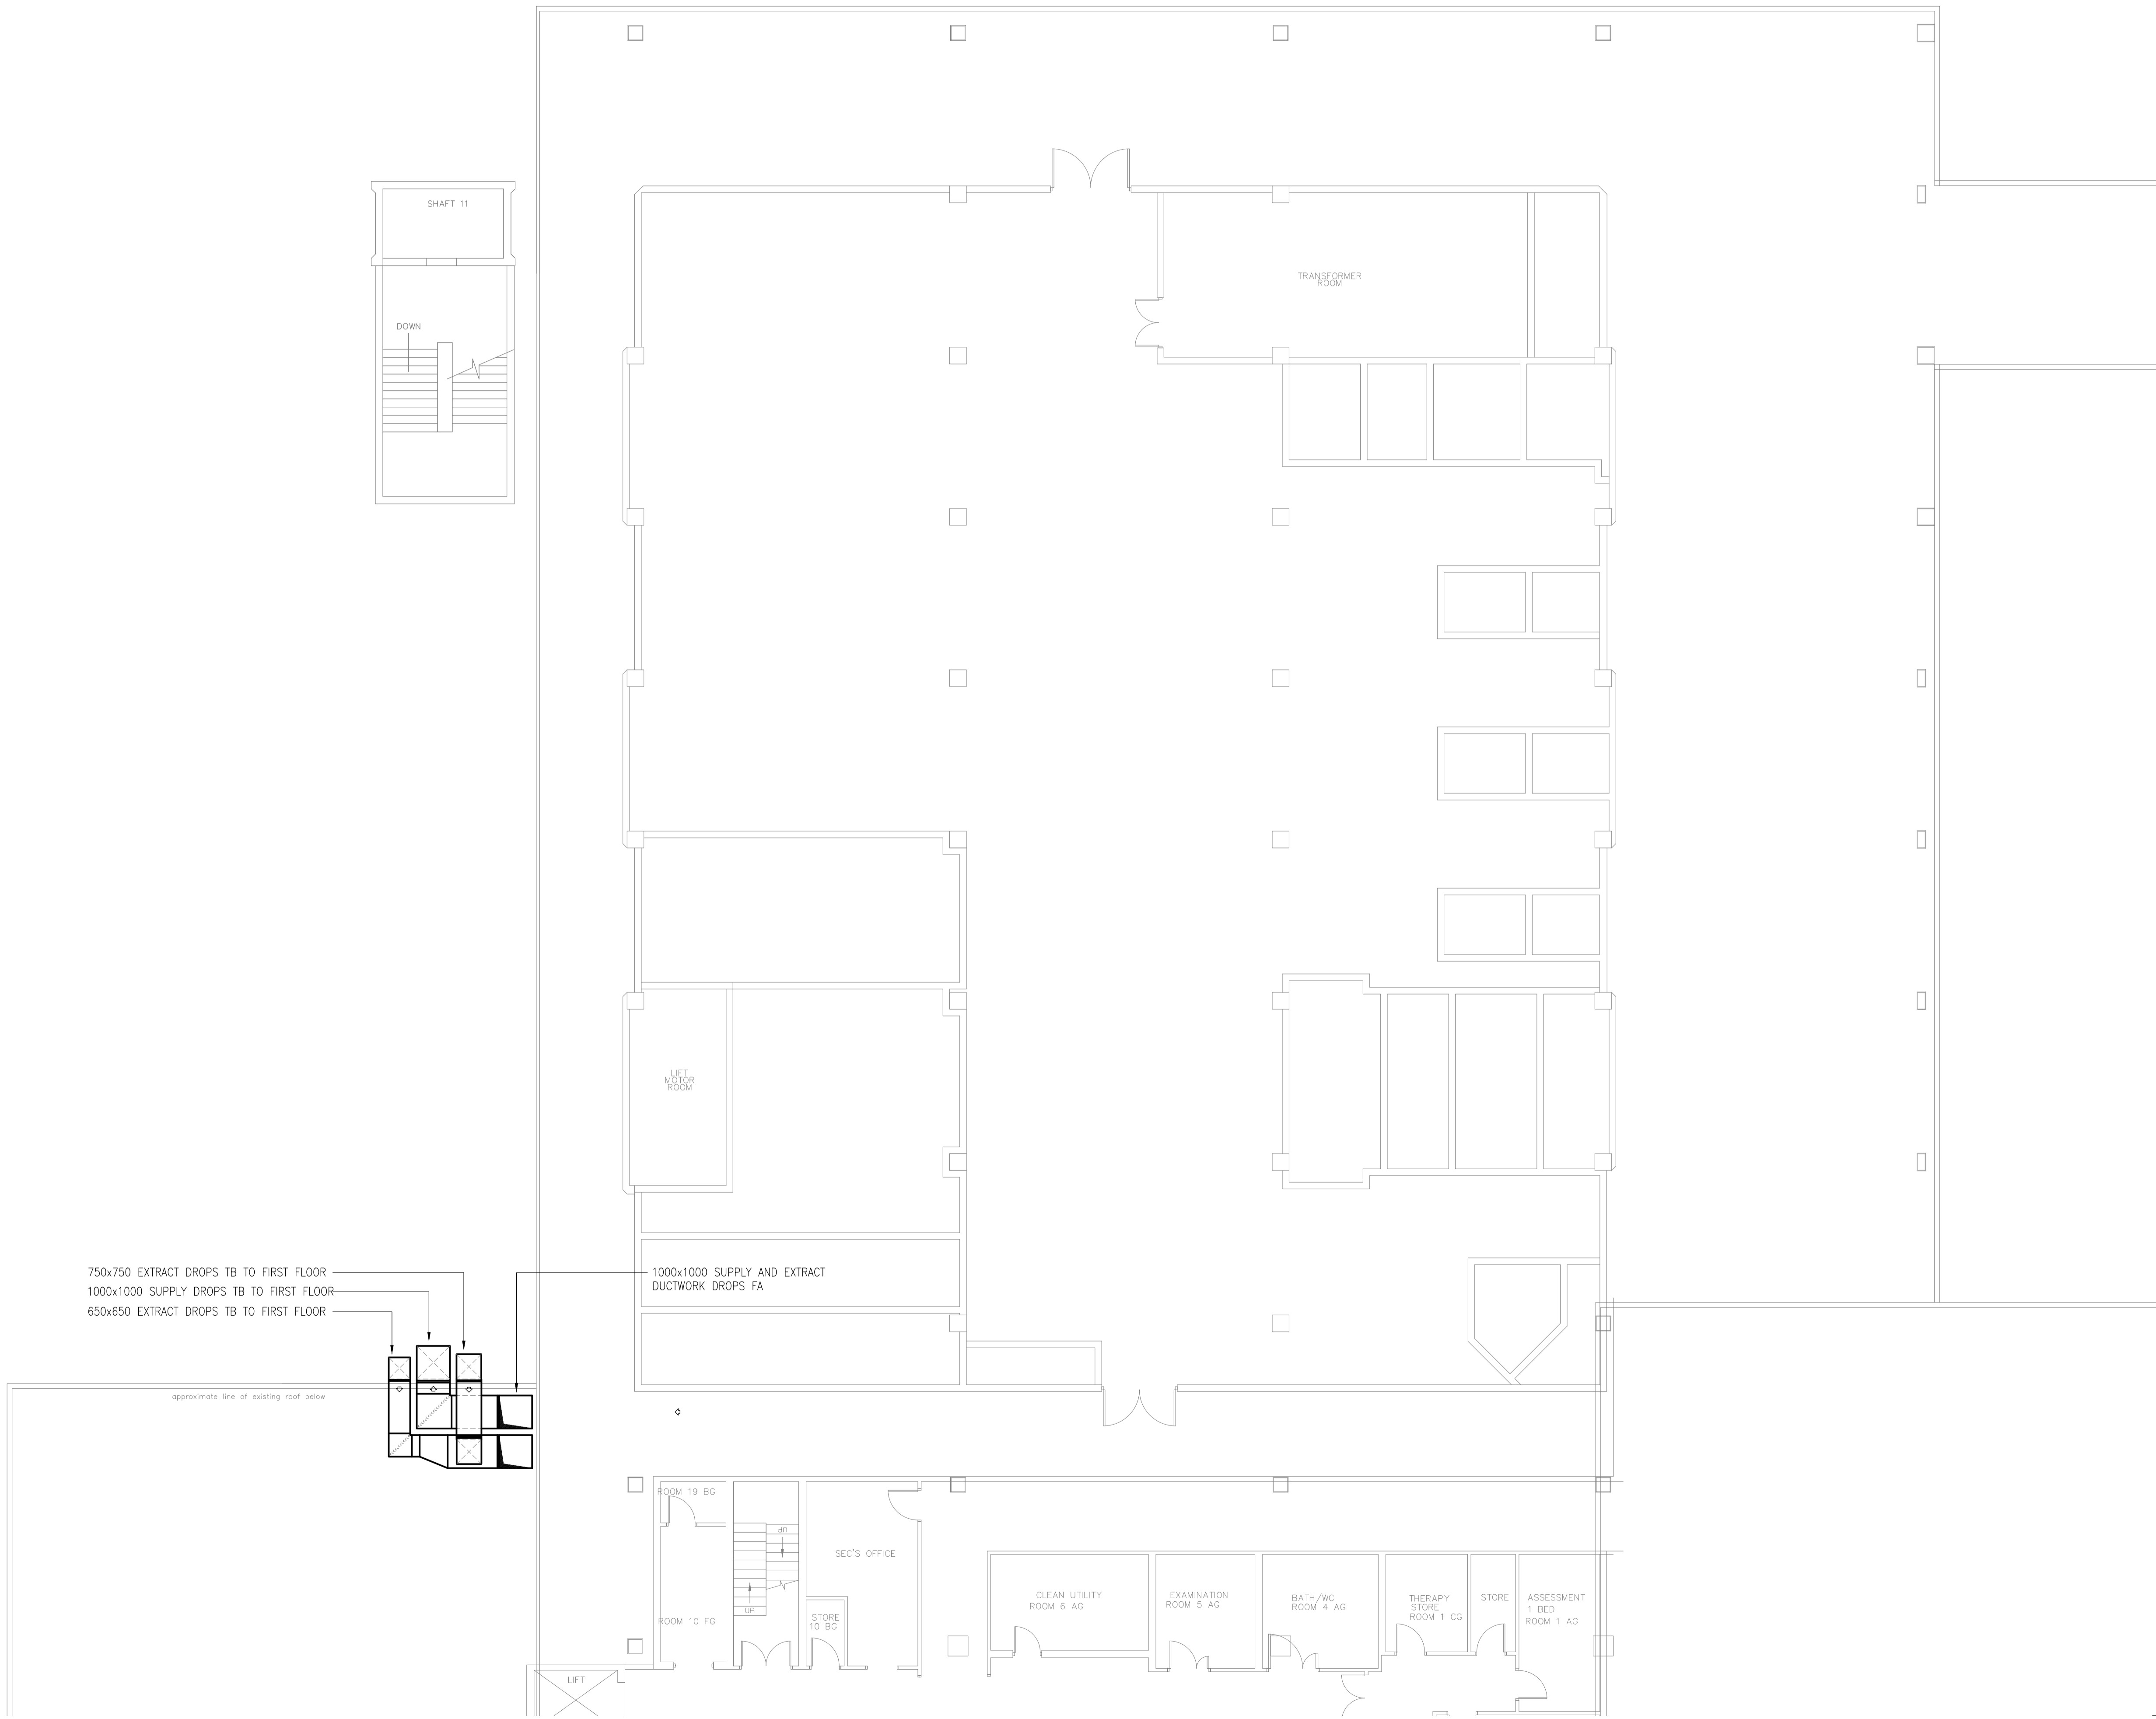 SHAFT 11
DOWN
TRANSFORMER
ROOM
LIFT
MOTOR
ROOM
750x750 EXTRACT DROPS TB TO FIRST FLOOR
1000x1000 SUPPLY DROPS TB TO FIRST FLOOR
650x650 EXTRACT DROPS TB TO FIRST FLOOR
1000x1000 SUPPLY AND EXTRACT
DUCTWORK DROPS FA
approximate line of existing roof below
ROOM 19 BG
UP
SEC'S OFFICE
UP
ROOM 10 FG
STORE
10 BG
CLEAN UTILITY
ROOM 6 AG
EXAMINATION
ROOM 5 AG
BATH/WC
ROOM 4 AG
THERAPY
STORE
ROOM 1 CG
STORE
ASSESSMENT
1 BED
ROOM 1 AG
LIFT